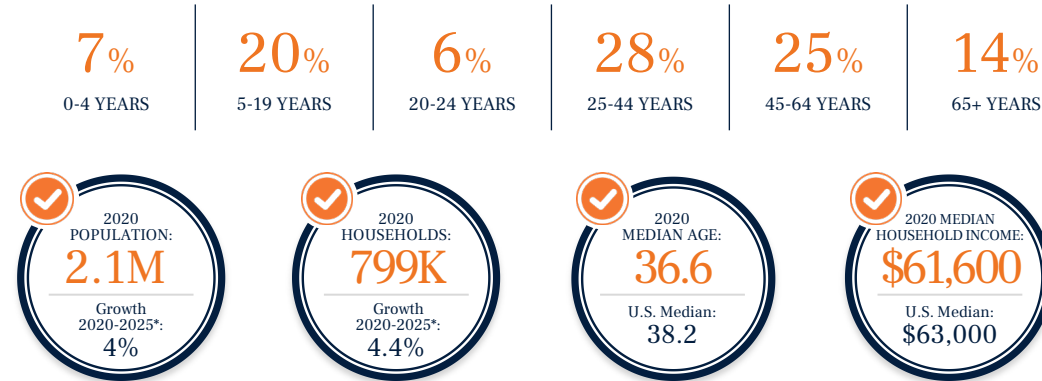 7% 20% 6% 28% 25% 14%
0-4 YEARS 5-19 YEARS 20-24 YEARS 25-44 YEARS 45-64 YEARS 65+ YEARS
2020
POPULATION:
2.1M
Growth
2020-2025*:
4%
2020
HOUSEHOLDS:
799K
Growth
2020-2025*:
4.4%
2020
MEDIAN AGE:
36.6
U.S. Median:
38.2
2020 MEDIAN
HOUSEHOLD INCOME:
$61,600
U.S. Median:
$63,000